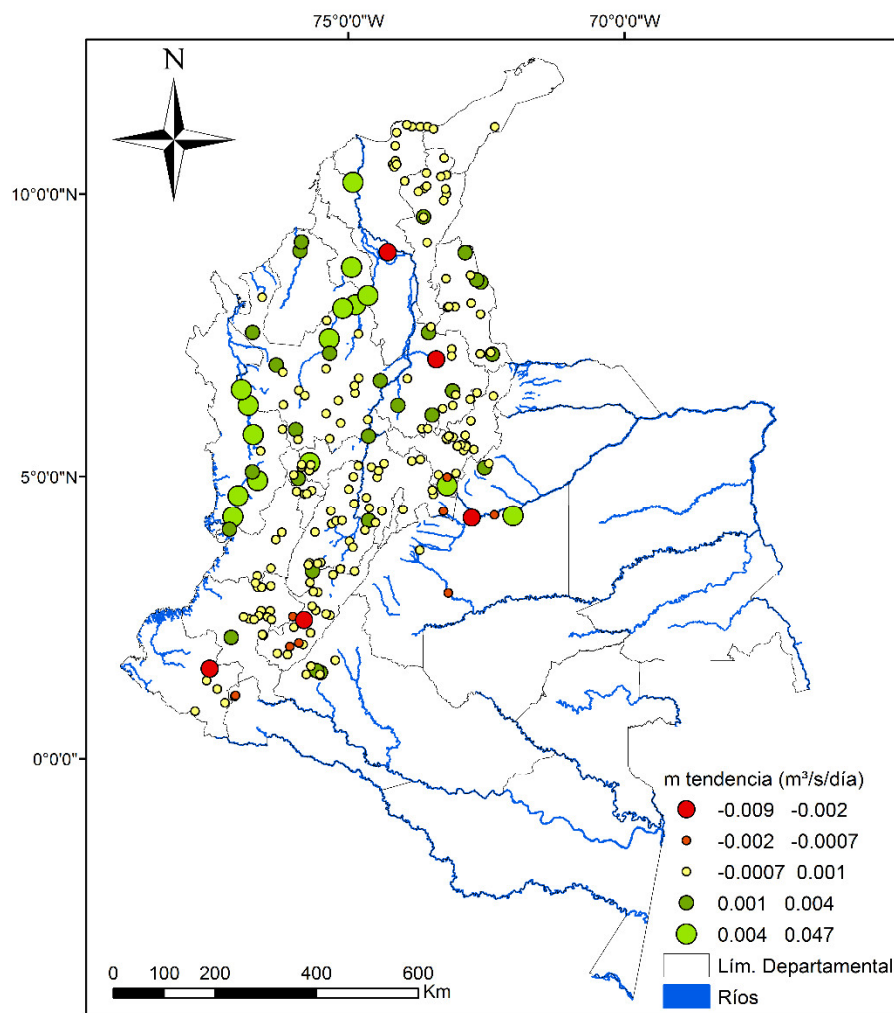 75°0'0"W 70°0'0"W
N
10°0'0"N
5°0'0"N
0°0'0"
m tendencia (m³/s/día)
-0.009 -0.002
-0.002 -0.0007
-0.0007 0.001
0.001 0.004
0.004 0.047
Lím. Departamental
Ríos
0 100 200 400 600
Km